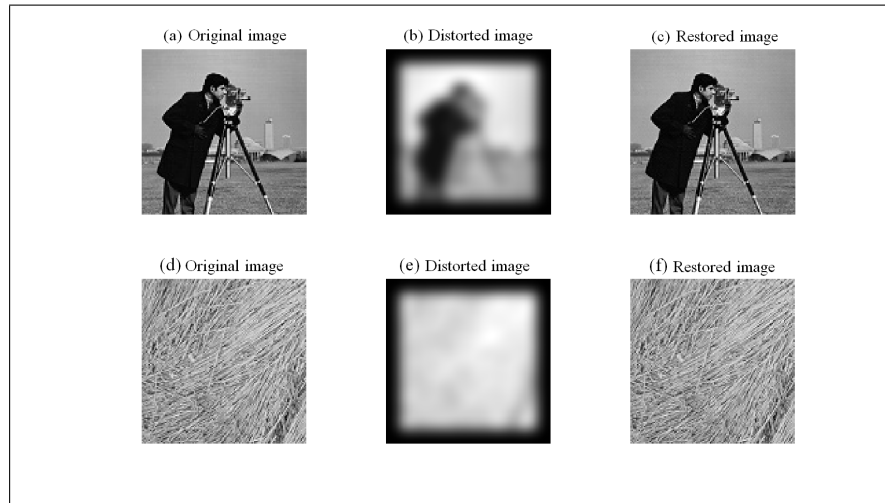 (a) Original image
(b) Distorted image
(c) Restored image
(d) Original image
(e) Distorted image
(f) Restored image